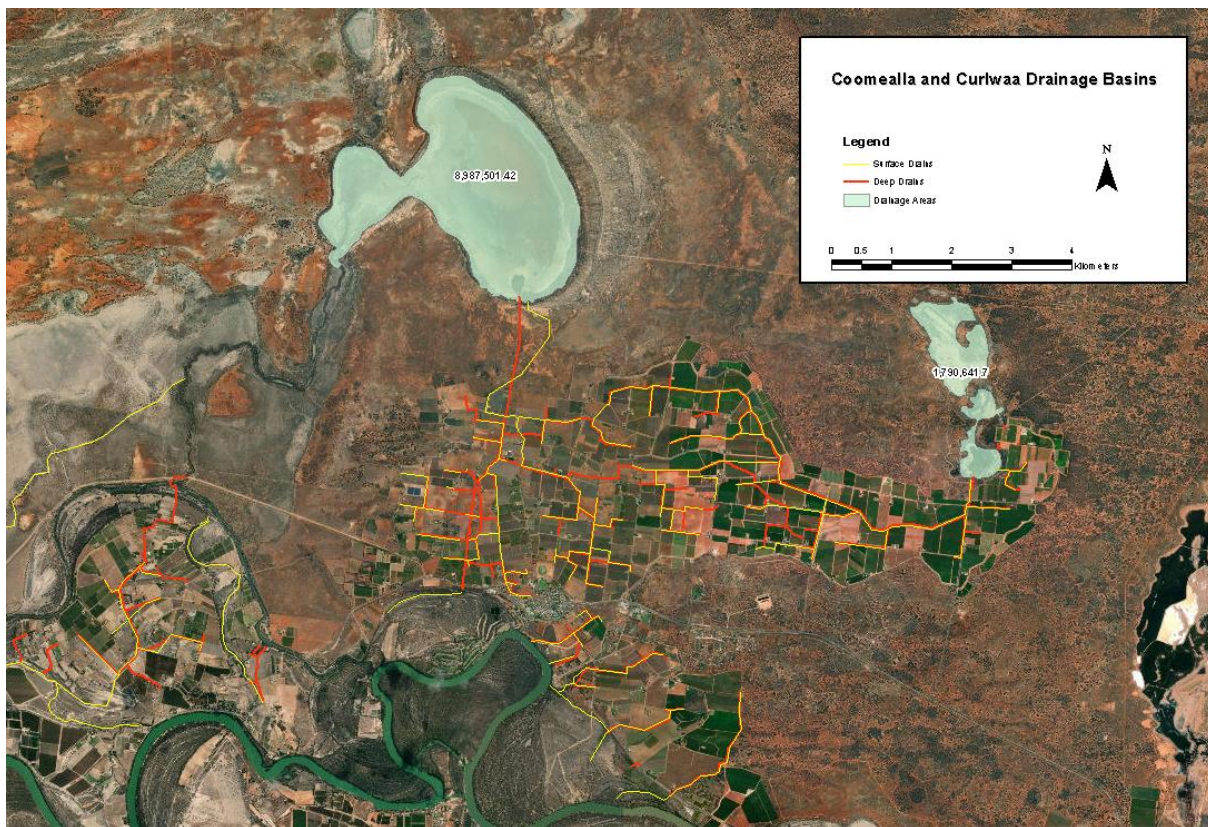 Coomealla and Curlwaa Drainage Basins
Legend
N
Surface Drains
Deep Drains
Drainage Areas
0 0.5 1 2 3 4
Kilometers
8,987,501.42
1,790,641.7